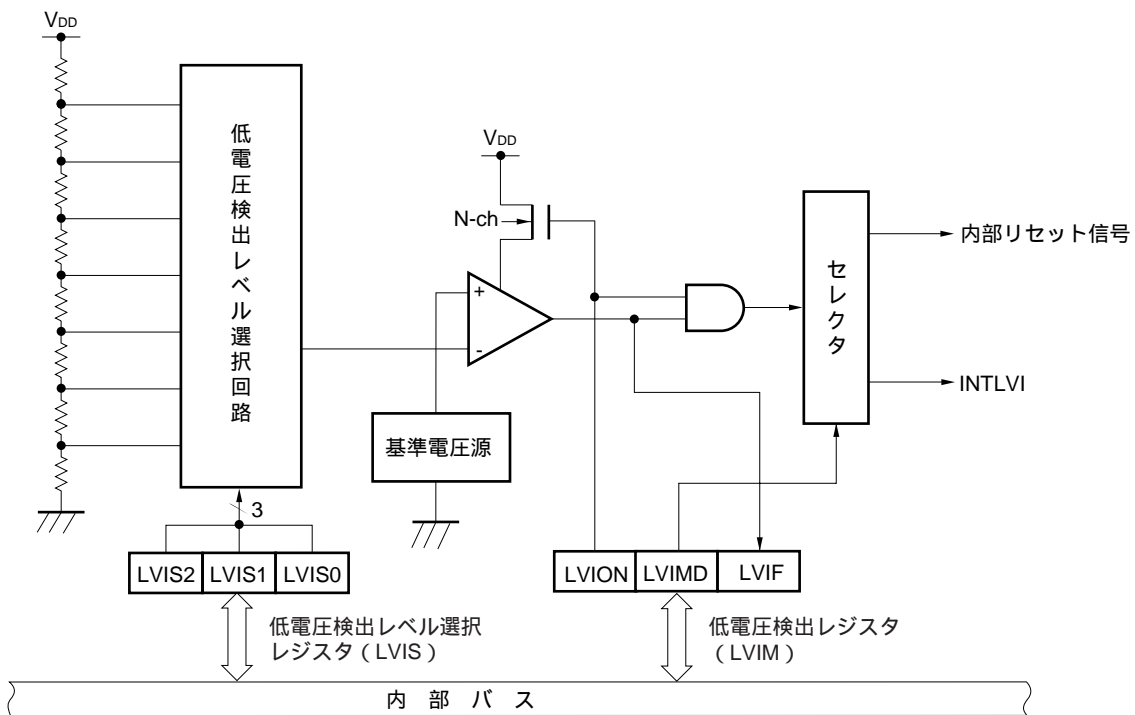 VDD
低電圧検出レベル選択回路
VDD
N-ch
+
-
基準電圧源
セレクタ
内部リセット信号
INTLVI
3
LVIS2 LVIS1 LVIS0
LVION LVIMD LVIF
低電圧検出レベル選択
レジスタ（LVIS）
低電圧検出レジスタ
（LVIM）
内 部 バ ス